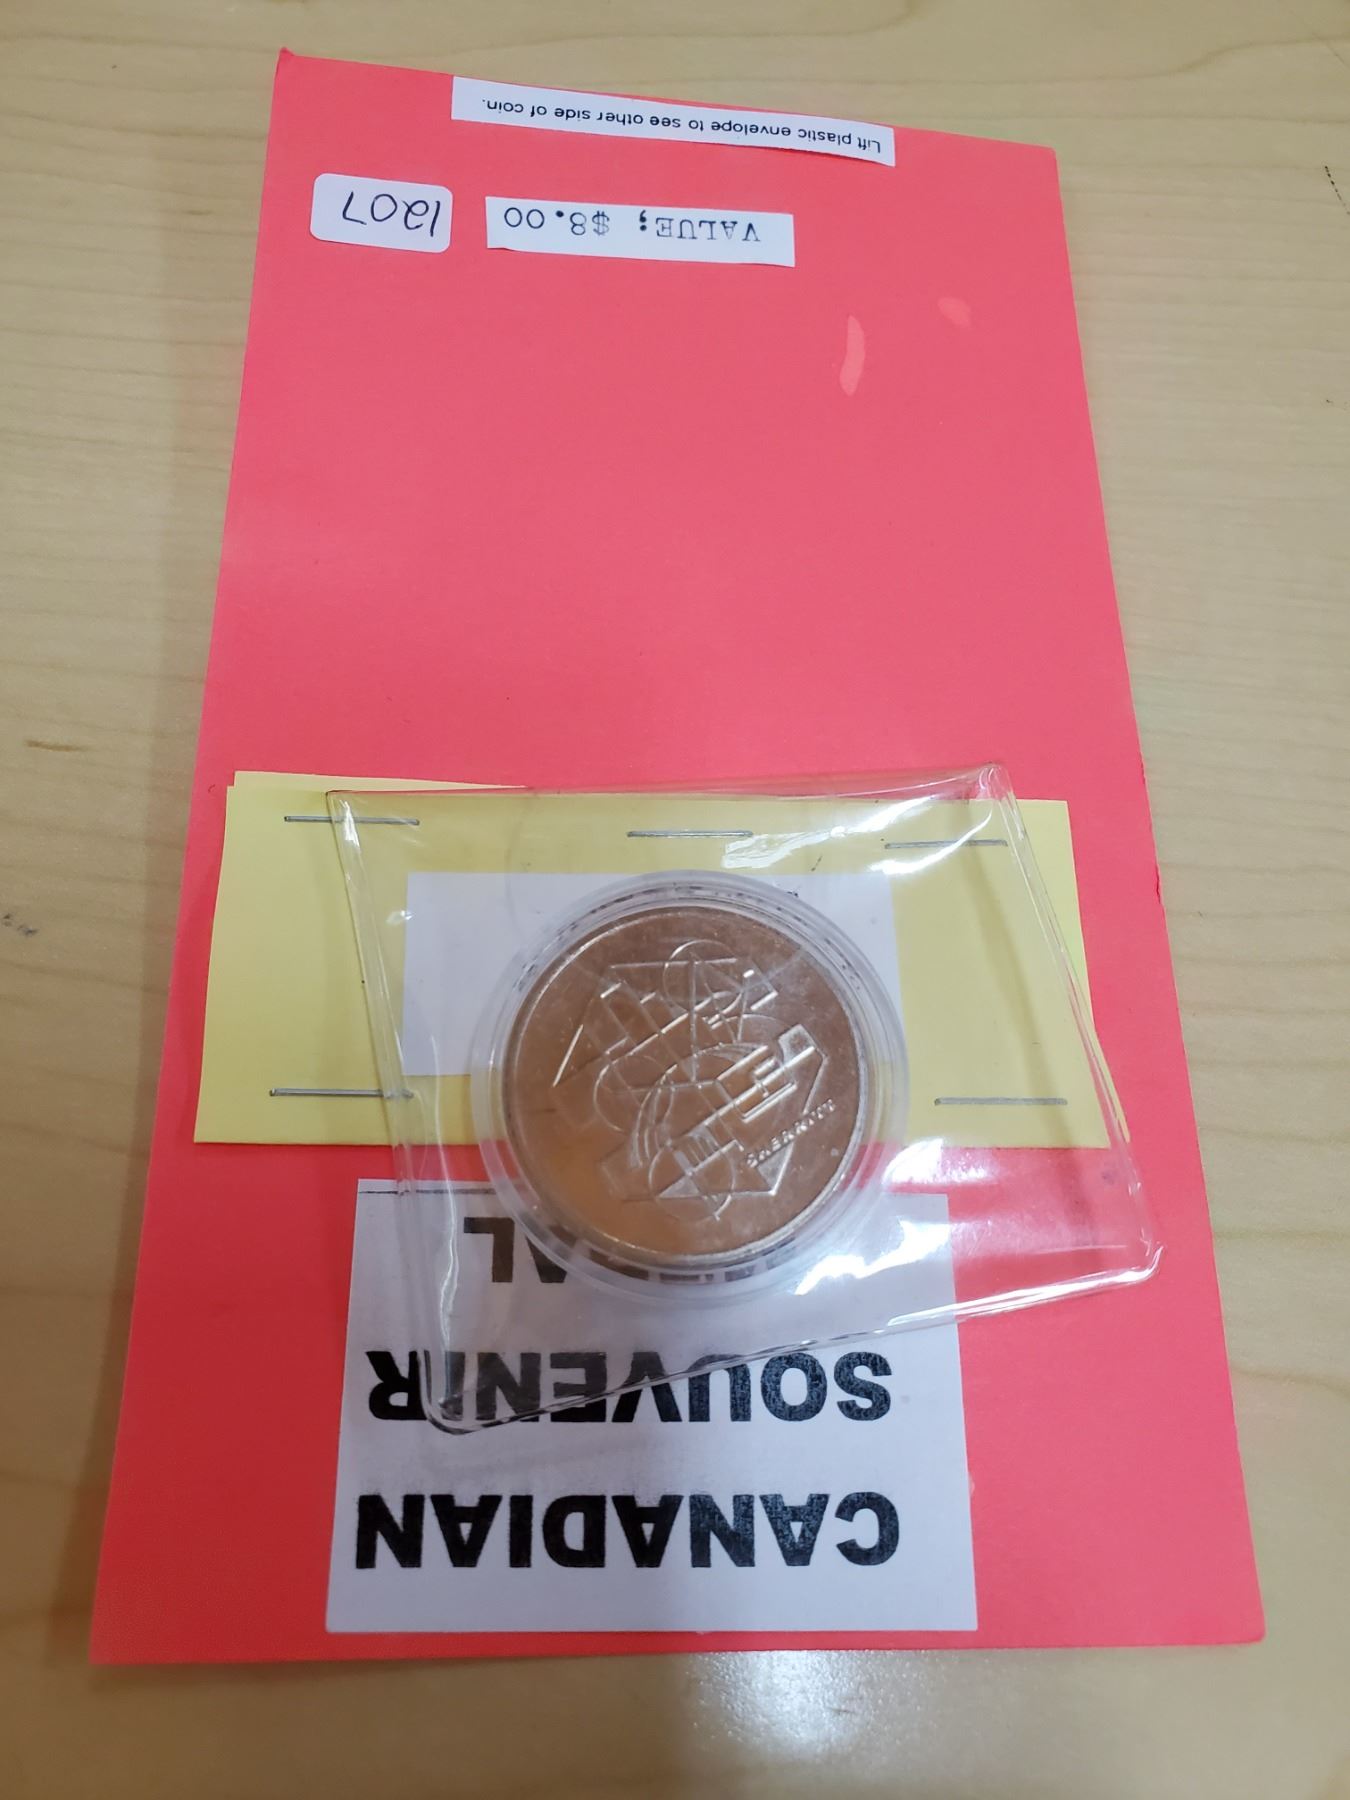 CANADIAN
SOUVENIR
VALUE; $8.00
1207
Lift plastic envelope to see other side of coin.